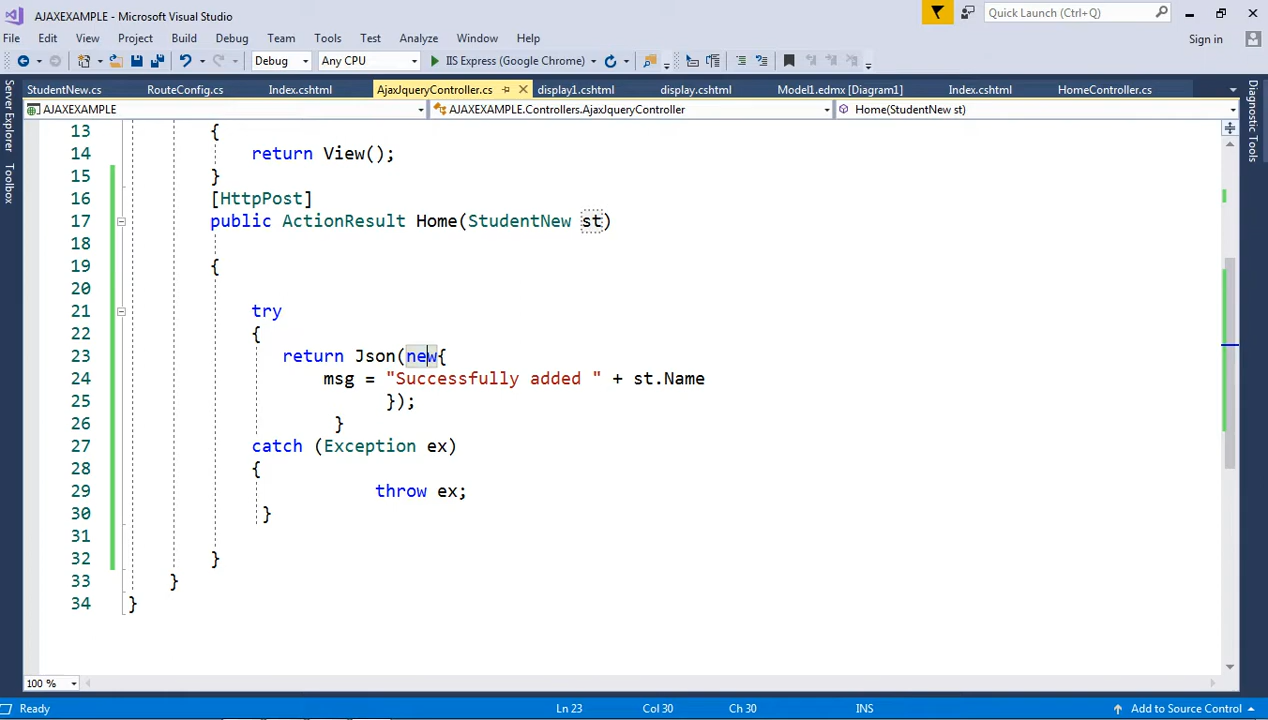 AJAXEXAMPLE - Microsoft Visual Studio
Quick Launch (Ctrl+Q)
File Edit View Project Build Debug Team Tools Test Analyze Window Help
Sign in
Debug Any CPU IIS Express (Google Chrome)
StudentNew.cs RouteConfig.cs Index.cshtml AjaxJqueryController.cs display1.cshtml display.cshtml Model1.edmx [Diagram1] Index.cshtml HomeController.cs
AJAXEXAMPLE AJAXEXAMPLE.Controllers.AjaxJqueryController Home(StudentNew st)
Server Explorer
Toolbox
Diagnostic Tools
13 {
14 return View();
15 }
16 [HttpPost]
17 public ActionResult Home(StudentNew st)
18
19 {
20
21 try
22 {
23 return Json(new{
24 msg = "Successfully added " + st.Name
25 });
26 }
27 catch (Exception ex)
28 {
29 throw ex;
30 }
31
32 }
33 }
34 }
100 %
Ready Ln 23 Col 30 Ch 30 INS Add to Source Control